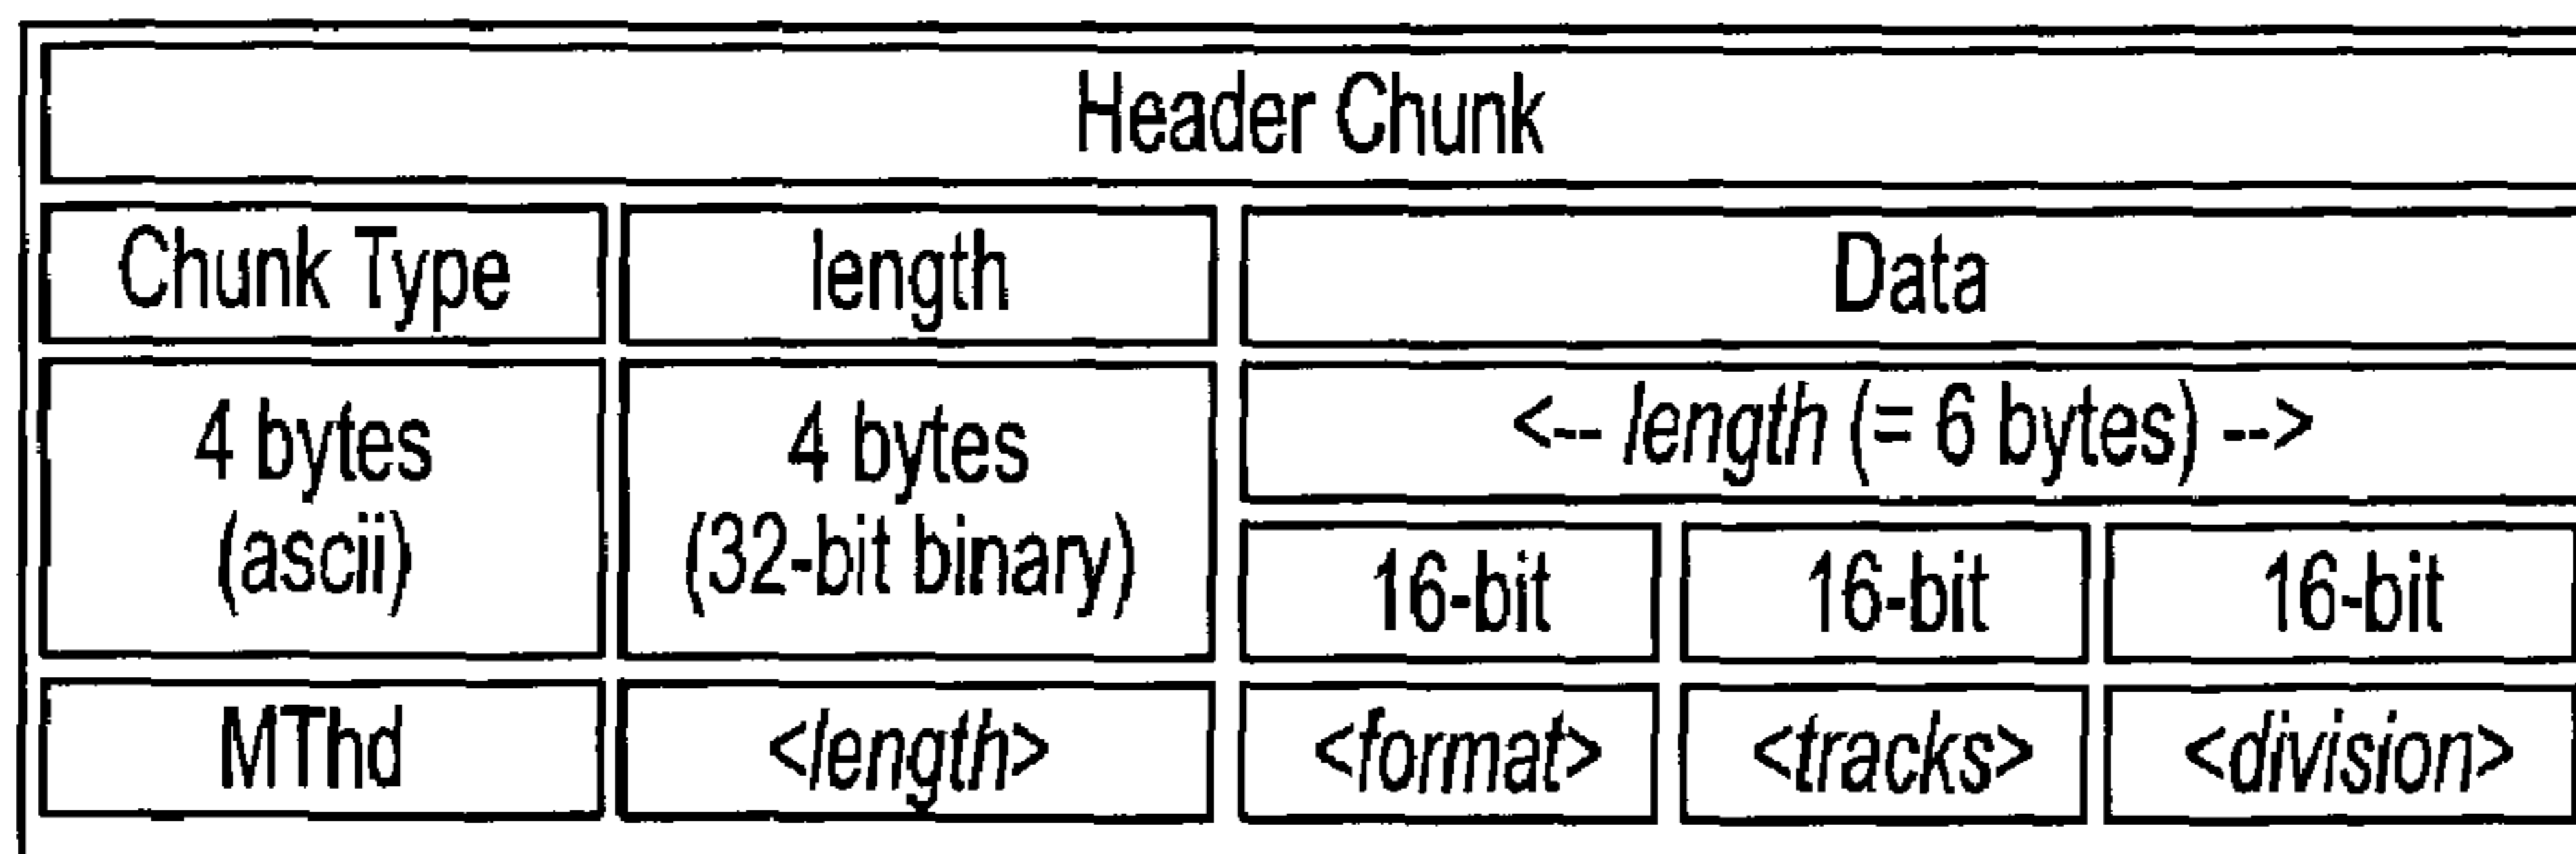 Header Chunk
Chunk Type length Data
4 bytes (ascii) 4 bytes (32-bit binary) <-- length (= 6 bytes) -->
16-bit 16-bit 16-bit
MThd <length> <format> <tracks> <division>